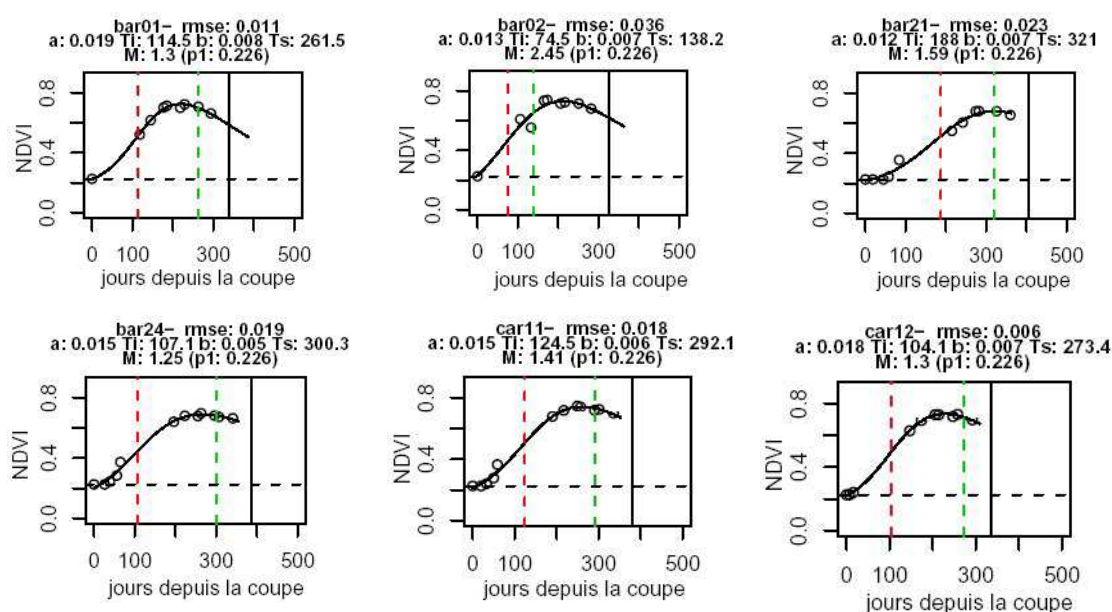 bar01- rmse: 0.011
a: 0.019 Ti: 114.5 b: 0.008 Ts: 261.5
M: 1.3 (p1: 0.226)
NDVI
0.8
0.4
0.0
0 100 300 500
jours depuis la coupe
bar02- rmse: 0.036
a: 0.013 Ti: 74.5 b: 0.007 Ts: 138.2
M: 2.45 (p1: 0.226)
NDVI
0.8
0.4
0.0
0 100 300 500
jours depuis la coupe
bar21- rmse: 0.023
a: 0.012 Ti: 188 b: 0.007 Ts: 321
M: 1.59 (p1: 0.226)
NDVI
0.8
0.4
0.0
0 100 300 500
jours depuis la coupe
bar24- rmse: 0.019
a: 0.015 Ti: 107.1 b: 0.005 Ts: 300.3
M: 1.25 (p1: 0.226)
NDVI
0.8
0.4
0.0
0 100 300 500
jours depuis la coupe
car11- rmse: 0.018
a: 0.015 Ti: 124.5 b: 0.006 Ts: 292.1
M: 1.41 (p1: 0.226)
NDVI
0.8
0.4
0.0
0 100 300 500
jours depuis la coupe
car12- rmse: 0.006
a: 0.018 Ti: 104.1 b: 0.007 Ts: 273.4
M: 1.3 (p1: 0.226)
NDVI
0.8
0.4
0.0
0 100 300 500
jours depuis la coupe